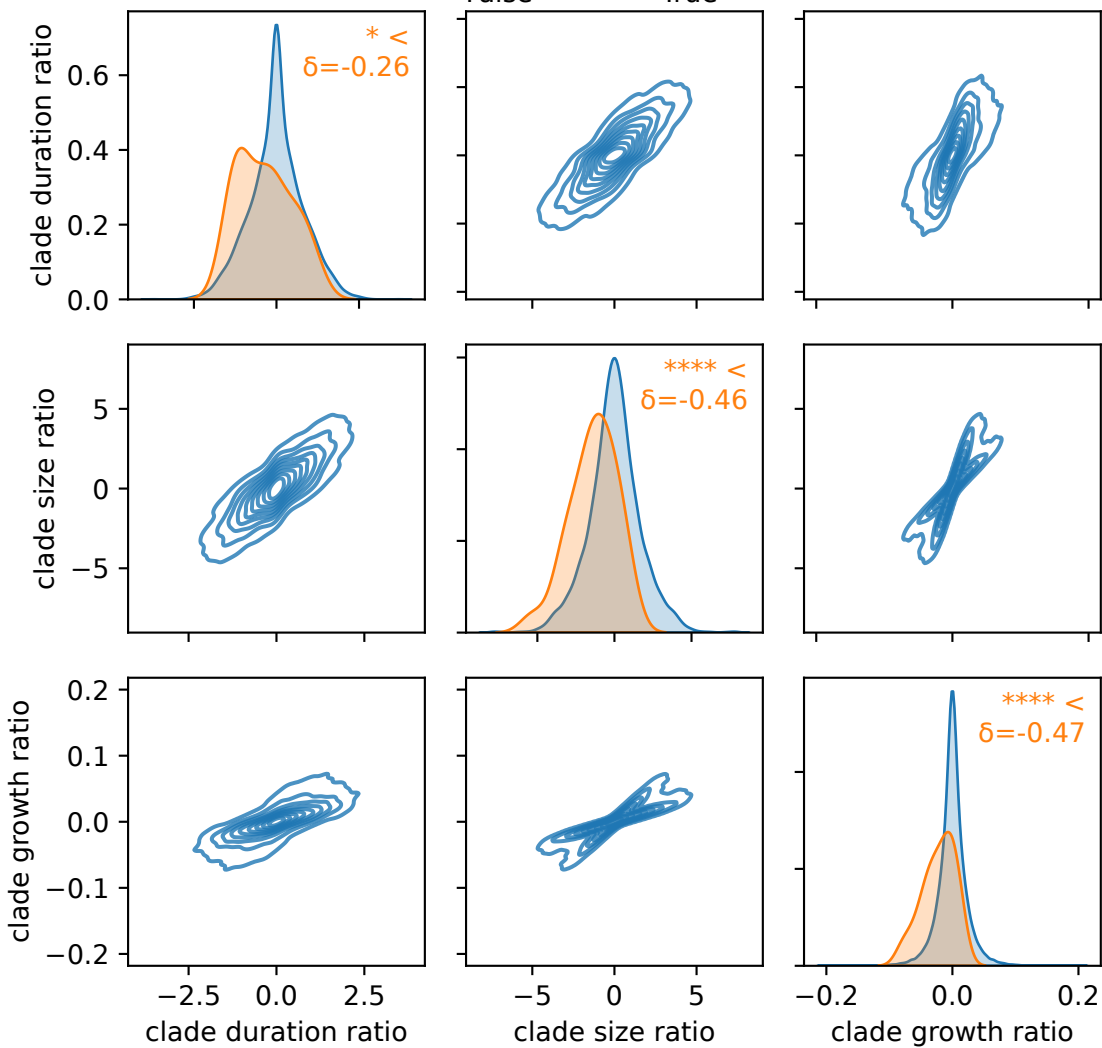 clade duration ratio
0.6
0.4
0.2
0.0
* <
δ=-0.26
clade size ratio
5
0
−5
**** <
δ=-0.46
clade growth ratio
0.2
0.1
0.0
−0.1
−0.2
**** <
δ=-0.47
−2.5 0.0 2.5
−5 0 5
−0.2 0.0 0.2
clade duration ratio
clade size ratio
clade growth ratio